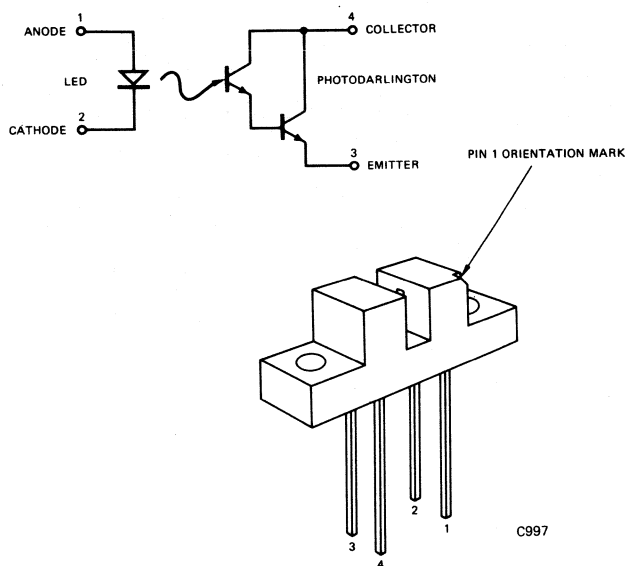 1
ANODE
LED
2
CATHODE
4
COLLECTOR
PHOTODARLINGTON
3
EMITTER
PIN 1 ORIENTATION MARK
2
1
3
4
C997